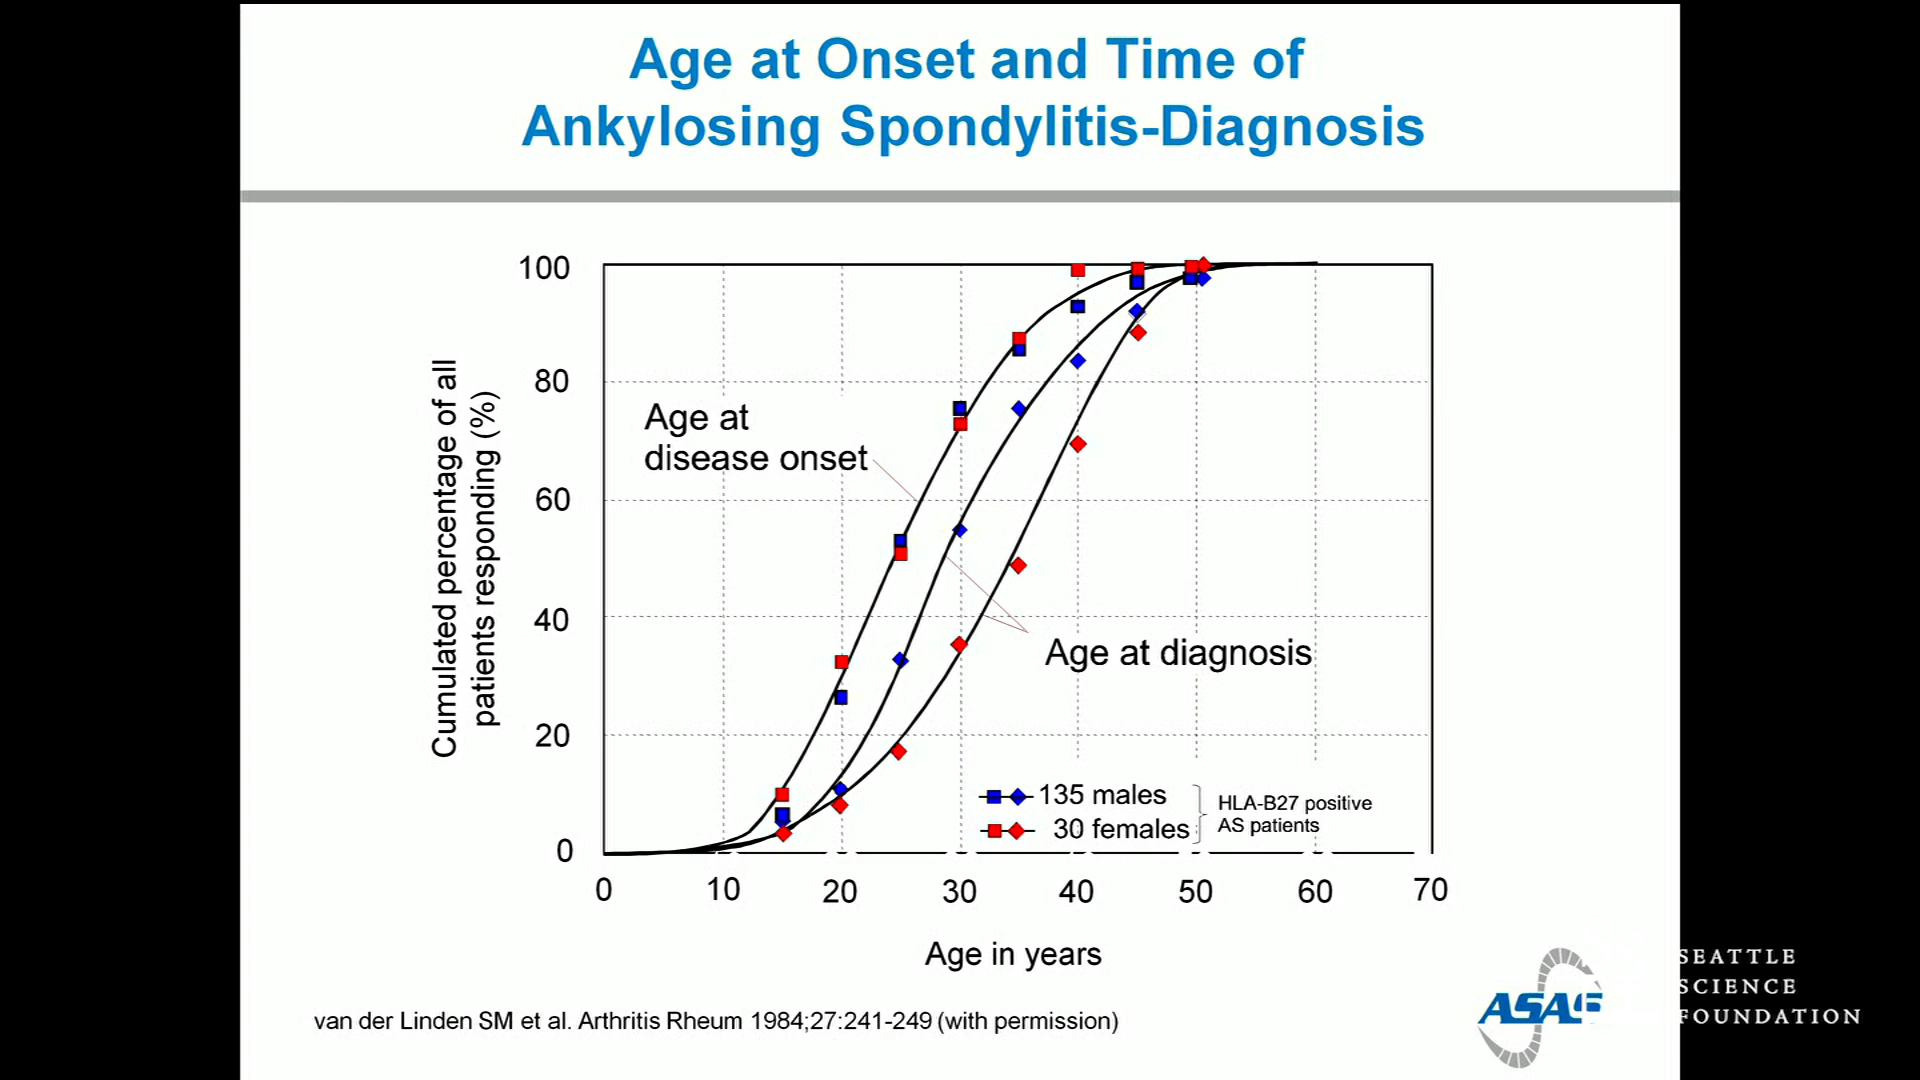 Age at Onset and Time of
Ankylosing Spondylitis-Diagnosis
Cumulated percentage of all
patients responding (%)
100
80
60
40
20
0
Age at
disease onset
Age at diagnosis
135 males
30 females
HLA-B27 positive
AS patients
0 10 20 30 40 50 60 70
Age in years
van der Linden SM et al. Arthritis Rheum 1984;27:241-249 (with permission)
ASAS
SEATTLE
SCIENCE
FOUNDATION